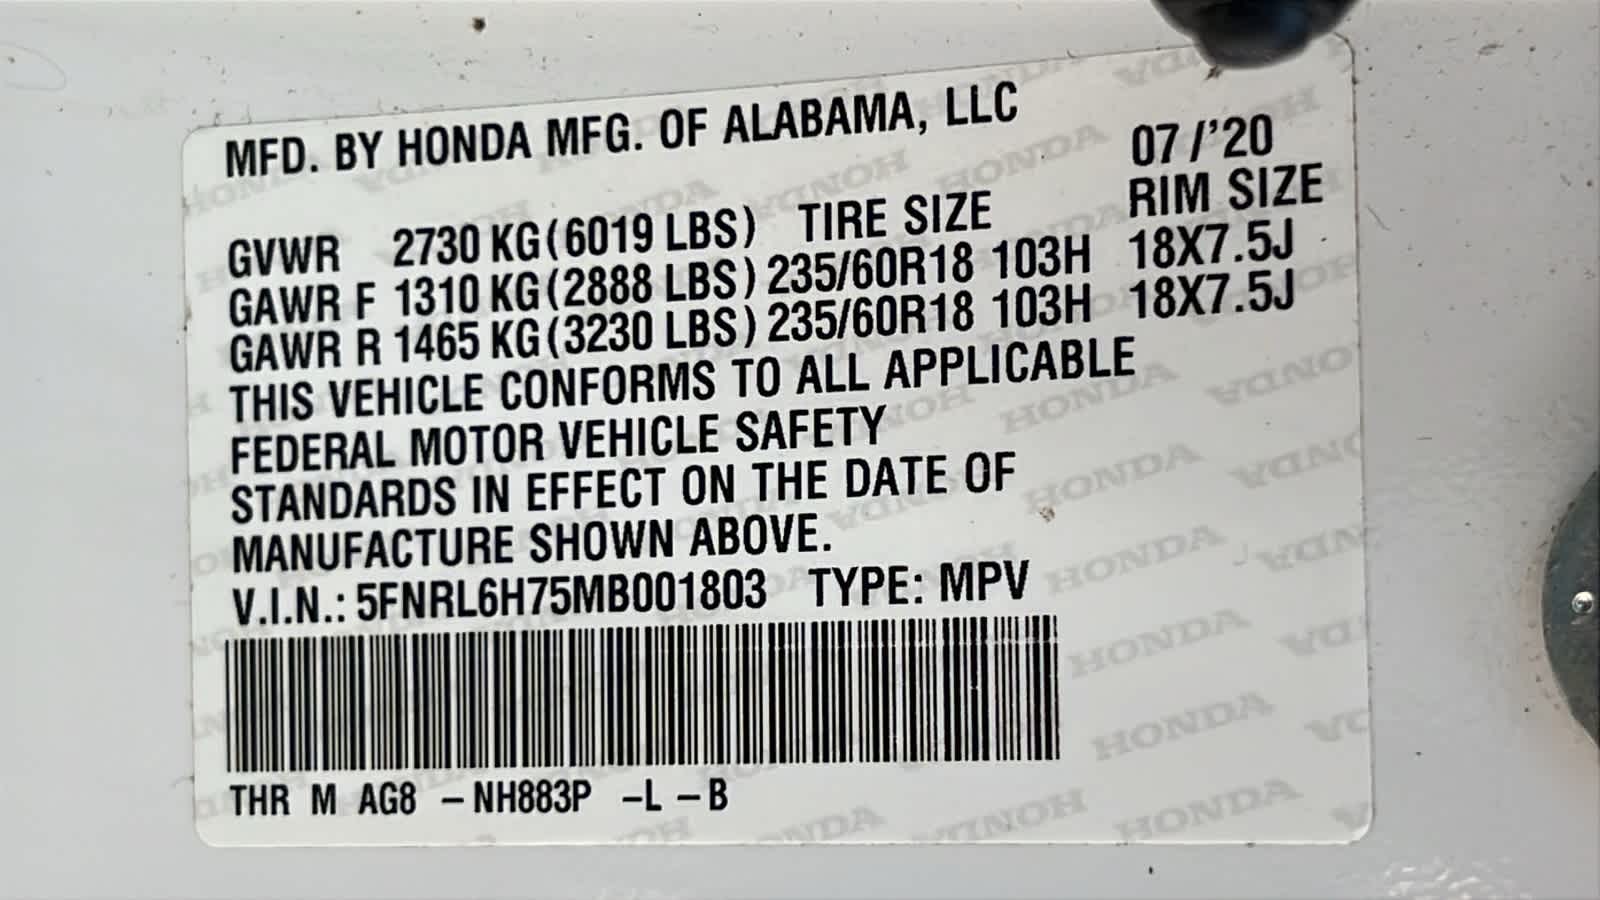 MFD. BY HONDA MFG. OF ALABAMA, LLC 07/'20
GVWR 2730 KG(6019 LBS) TIRE SIZE RIM SIZE
GAWR F 1310 KG(2888 LBS) 235/60R18 103H 18X7.5J
GAWR R 1465 KG(3230 LBS) 235/60R18 103H 18X7.5J
THIS VEHICLE CONFORMS TO ALL APPLICABLE
FEDERAL MOTOR VEHICLE SAFETY
STANDARDS IN EFFECT ON THE DATE OF
MANUFACTURE SHOWN ABOVE.
V.I.N.: 5FNRL6H75MB001803 TYPE: MPV
THR M AG8 -NH883P -L -B